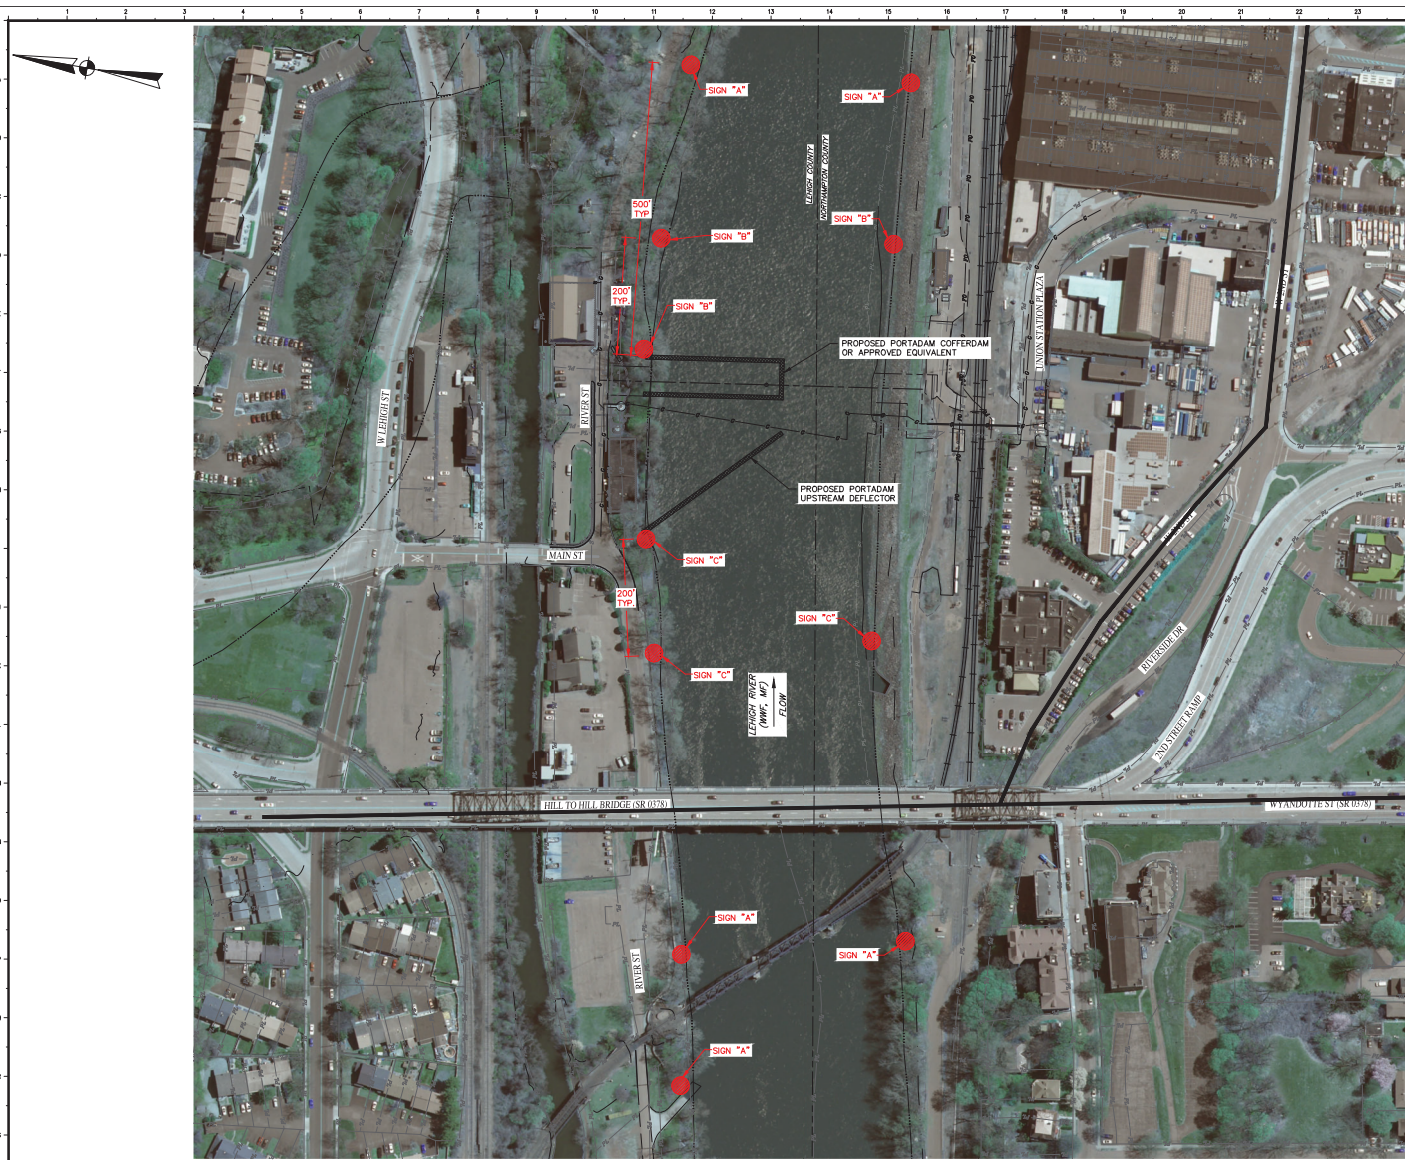 1 2 3 4 5 6 7 8 9 10 11 12 13 14 15 16 17 18 19 20 21 22 23
SIGN "A"
SIGN "A"
LEHIGH COUNTY
NORTHAMPTON COUNTY
500'
TYP
SIGN "B"
SIGN "B"
200'
TYP.
SIGN "B"
UNION STATION PLAZA
PROPOSED PORTADAM COFFERDAM
OR APPROVED EQUIVALENT
W LEHIGH ST
RIVER ST
PROPOSED PORTADAM
UPSTREAM DEFLECTOR
MAIN ST
SIGN "C"
200'
TYP.
SIGN "C"
SIGN "C"
RIVERSIDE DR
LEHIGH RIVER
(WWF, MF)
FLOW
2ND STREET RAMP
HILL TO HILL BRIDGE (SR 0378)
WYANDOTTE ST (SR 0378)
SIGN "A"
SIGN "A"
RIVER ST
SIGN "A"